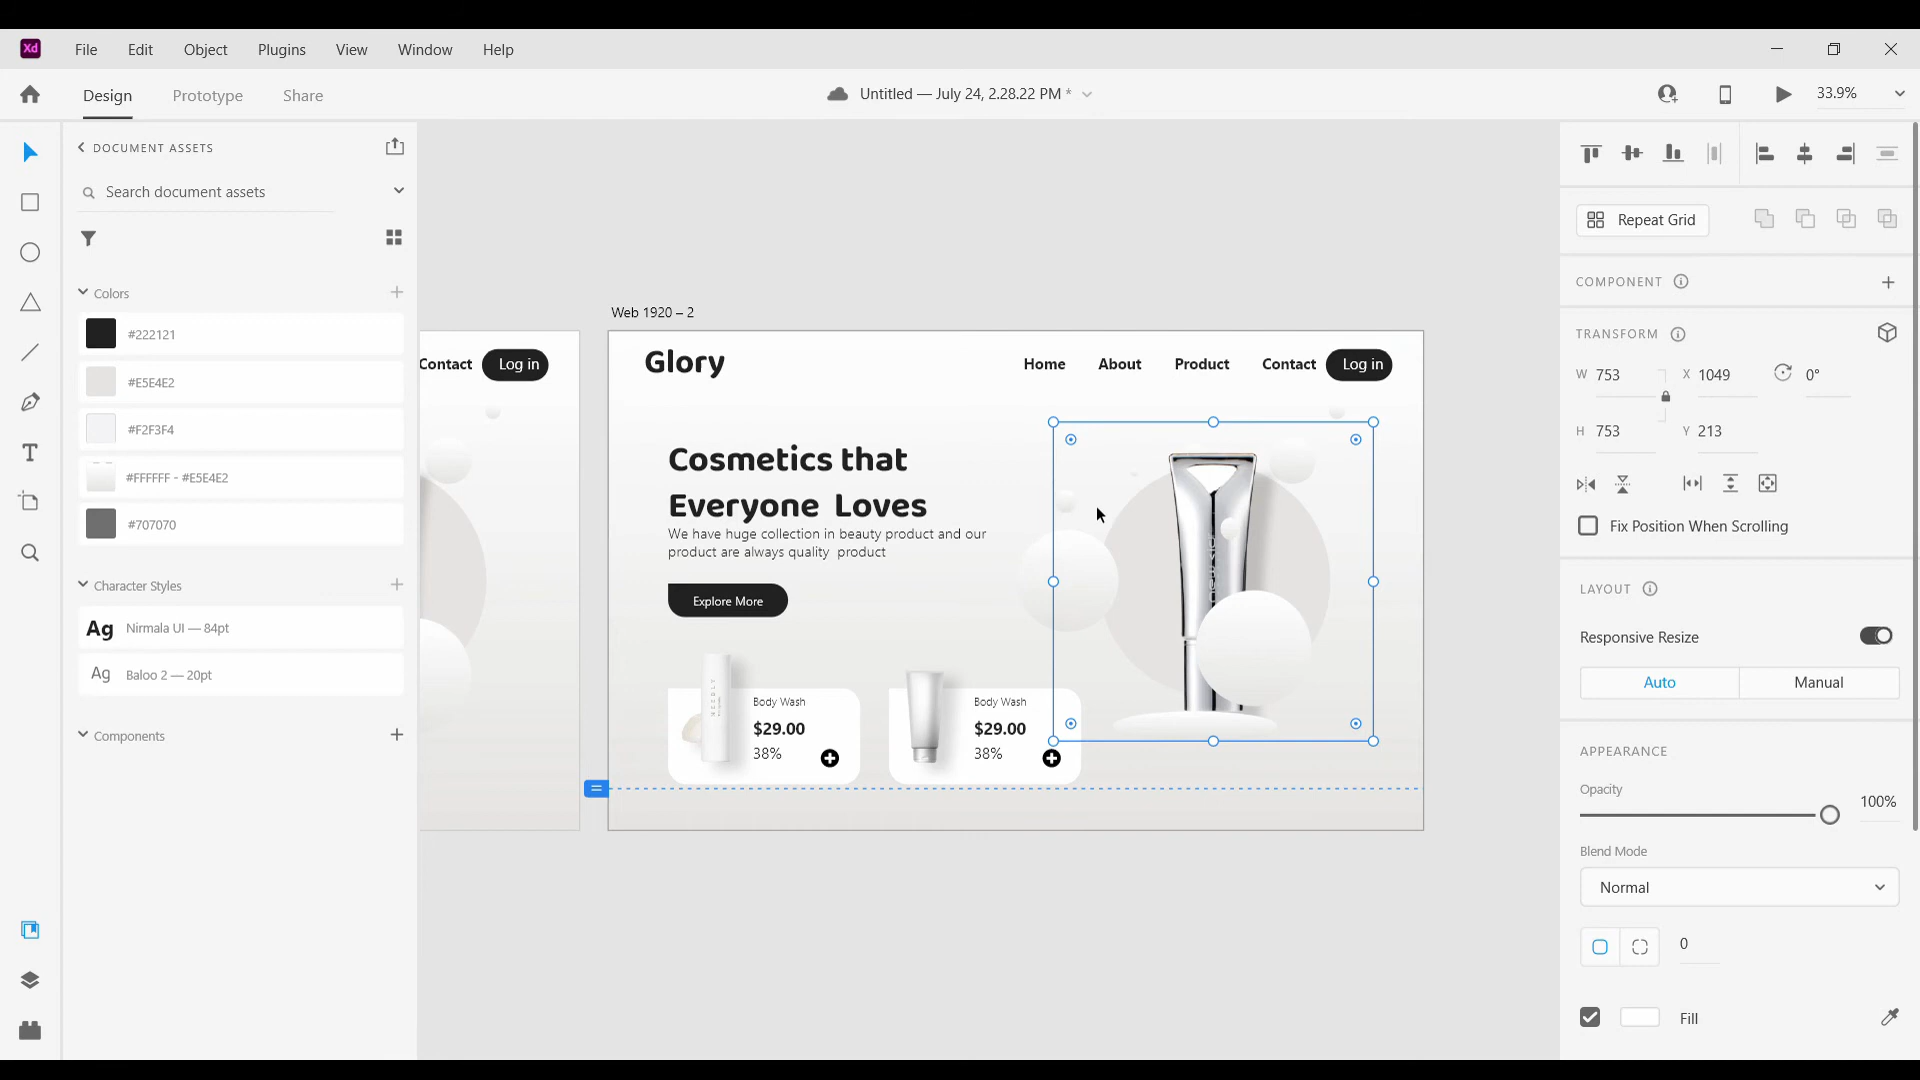 Xd File Edit Object Plugins View Window Help
Design Prototype Share Untitled — July 24, 2.28.22 PM * 33.9%
DOCUMENT ASSETS
Search document assets
Colors
#222121
#E5E4E2
#F2F3F4
#FFFFFF - #E5E4E2
#707070
Character Styles
Ag Nirmala UI — 84pt
Ag Baloo 2 — 20pt
Components
Contact Log in
Web 1920 – 2
Glory Home About Product Contact Log in
Cosmetics that
Everyone Loves
We have huge collection in beauty product and our
product are always quality product
Explore More
Body Wash
$29.00
38%
Body Wash
$29.00
38%
Repeat Grid
COMPONENT
TRANSFORM
W 753 X 1049 0°
H 753 Y 213
Fix Position When Scrolling
LAYOUT
Responsive Resize
Auto Manual
APPEARANCE
Opacity
100%
Blend Mode
Normal
0
Fill